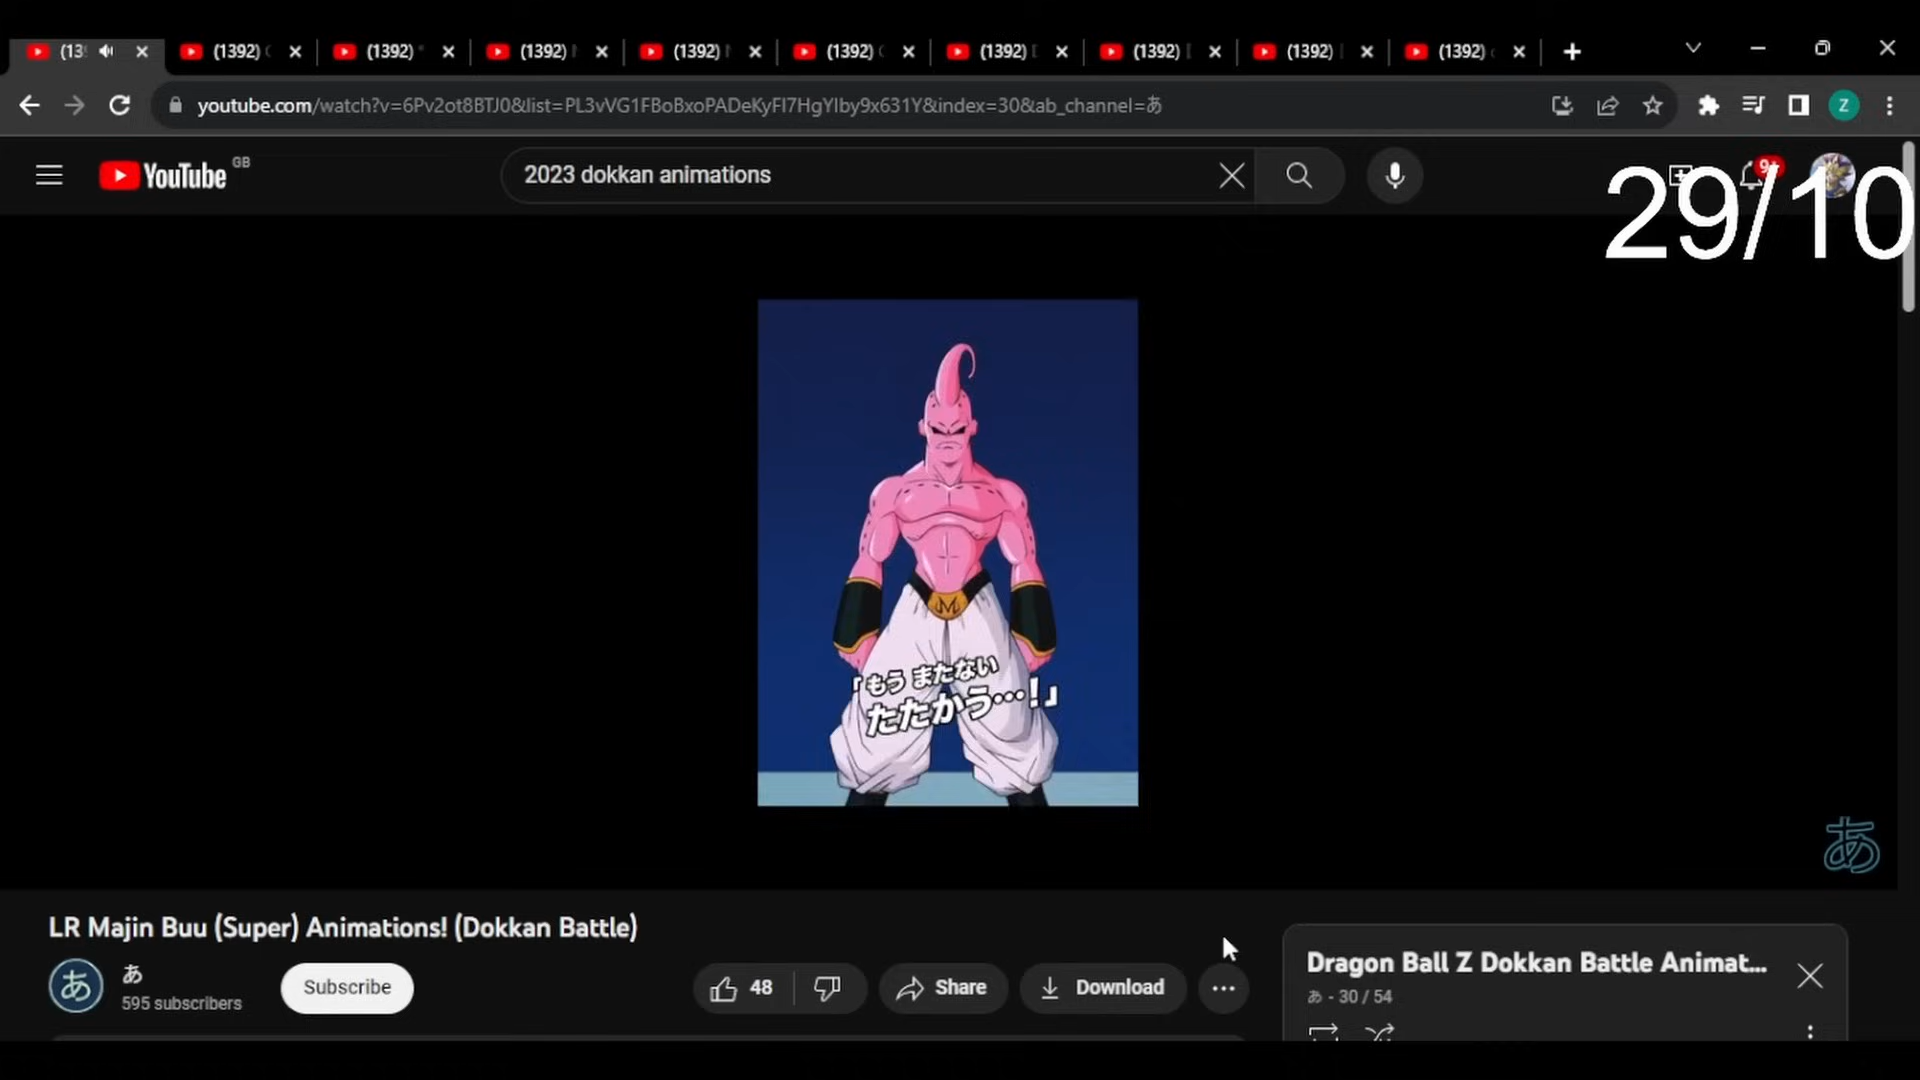 (13
(1392)
(1392) "
(1392)
(1392)
(1392)
(1392)
(1392)
(1392)
(1392)
youtube.com/watch?v=6Pv2ot8BTJ0&list=PL3vVG1FBoBxoPADeKyFI7HgYIby9x631Y&index=30&ab_channel=あ
Z
YouTube GB
2023 dokkan animations
9+
29/10
「もう またない
たたかう…!」
あ
LR Majin Buu (Super) Animations! (Dokkan Battle)
あ
あ
595 subscribers
Subscribe
48
Share
Download
Dragon Ball Z Dokkan Battle Animat...
あ - 30 / 54